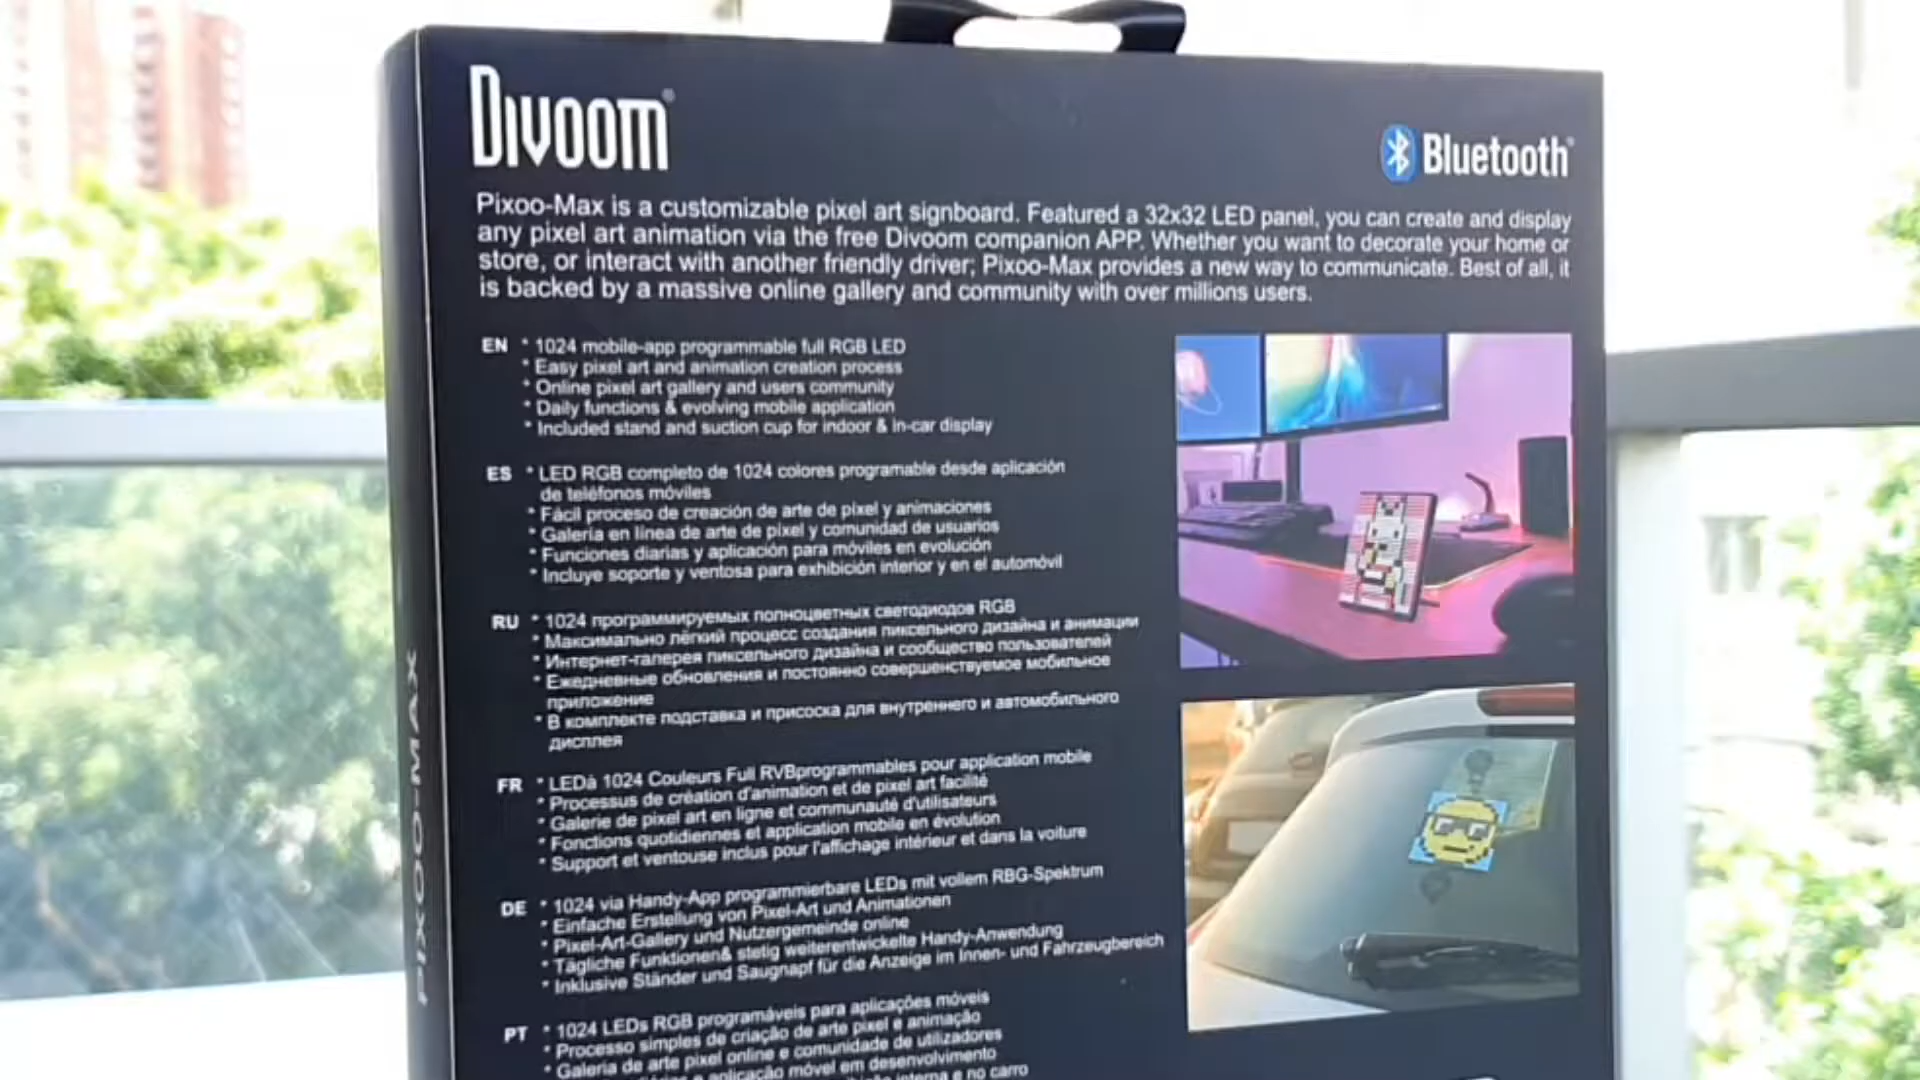 Divoom®
Bluetooth®
Pixoo-Max is a customizable pixel art signboard. Featured a 32x32 LED panel, you can create and display
any pixel art animation via the free Divoom companion APP. Whether you want to decorate your home or
store, or interact with another friendly driver; Pixoo-Max provides a new way to communicate. Best of all, it
is backed by a massive online gallery and community with over millions users.
EN * 1024 mobile-app programmable full RGB LED
* Easy pixel art and animation creation process
* Online pixel art gallery and users community
* Daily functions & evolving mobile application
* Included stand and suction cup for indoor & in-car display
ES * LED RGB completo de 1024 colores programable desde aplicación
de teléfonos móviles
* Fácil proceso de creación de arte de píxel y animaciones
* Galería en línea de arte de píxel y comunidad de usuarios
* Funciones diarias y aplicación para móviles en evolución
* Incluye soporte y ventosa para exhibición interior y en el automóvil
RU * 1024 программируемых полноцветных светодиодов RGB
* Максимально лёгкий процесс создания пиксельного дизайна и анимации
* Интернет-галерея пиксельного дизайна и сообщество пользователей
* Ежедневные обновления и постоянно совершенствуемое мобильное
приложение
* В комплекте подставка и присоска для внутреннего и автомобильного
дисплея
FR * LEDà 1024 Couleurs Full RVBprogrammables pour application mobile
* Processus de création d'animation et de pixel art facilité
* Galerie de pixel art en ligne et communauté d'utilisateurs
* Fonctions quotidiennes et application mobile en évolution
* Support et ventouse inclus pour l'affichage intérieur et dans la voiture
DE * 1024 via Handy-App programmierbare LEDs mit vollem RBG-Spektrum
* Einfache Erstellung von Pixel-Art und Animationen
* Pixel-Art-Gallery und Nutzergemeinde online
* Tägliche Funktionen& stetig weiterentwickelte Handy-Anwendung
* Inklusive Ständer und Saugnapf für die Anzeige im Innen- und Fahrzeugbereich
PT * 1024 LEDs RGB programáveis para aplicações móveis
* Processo simples de criação de arte pixel e animação
* Galeria de arte pixel online e comunidade de utilizadores
aplicação móvel em desenvolvimento
interna e no carro
PIXOO-MAX